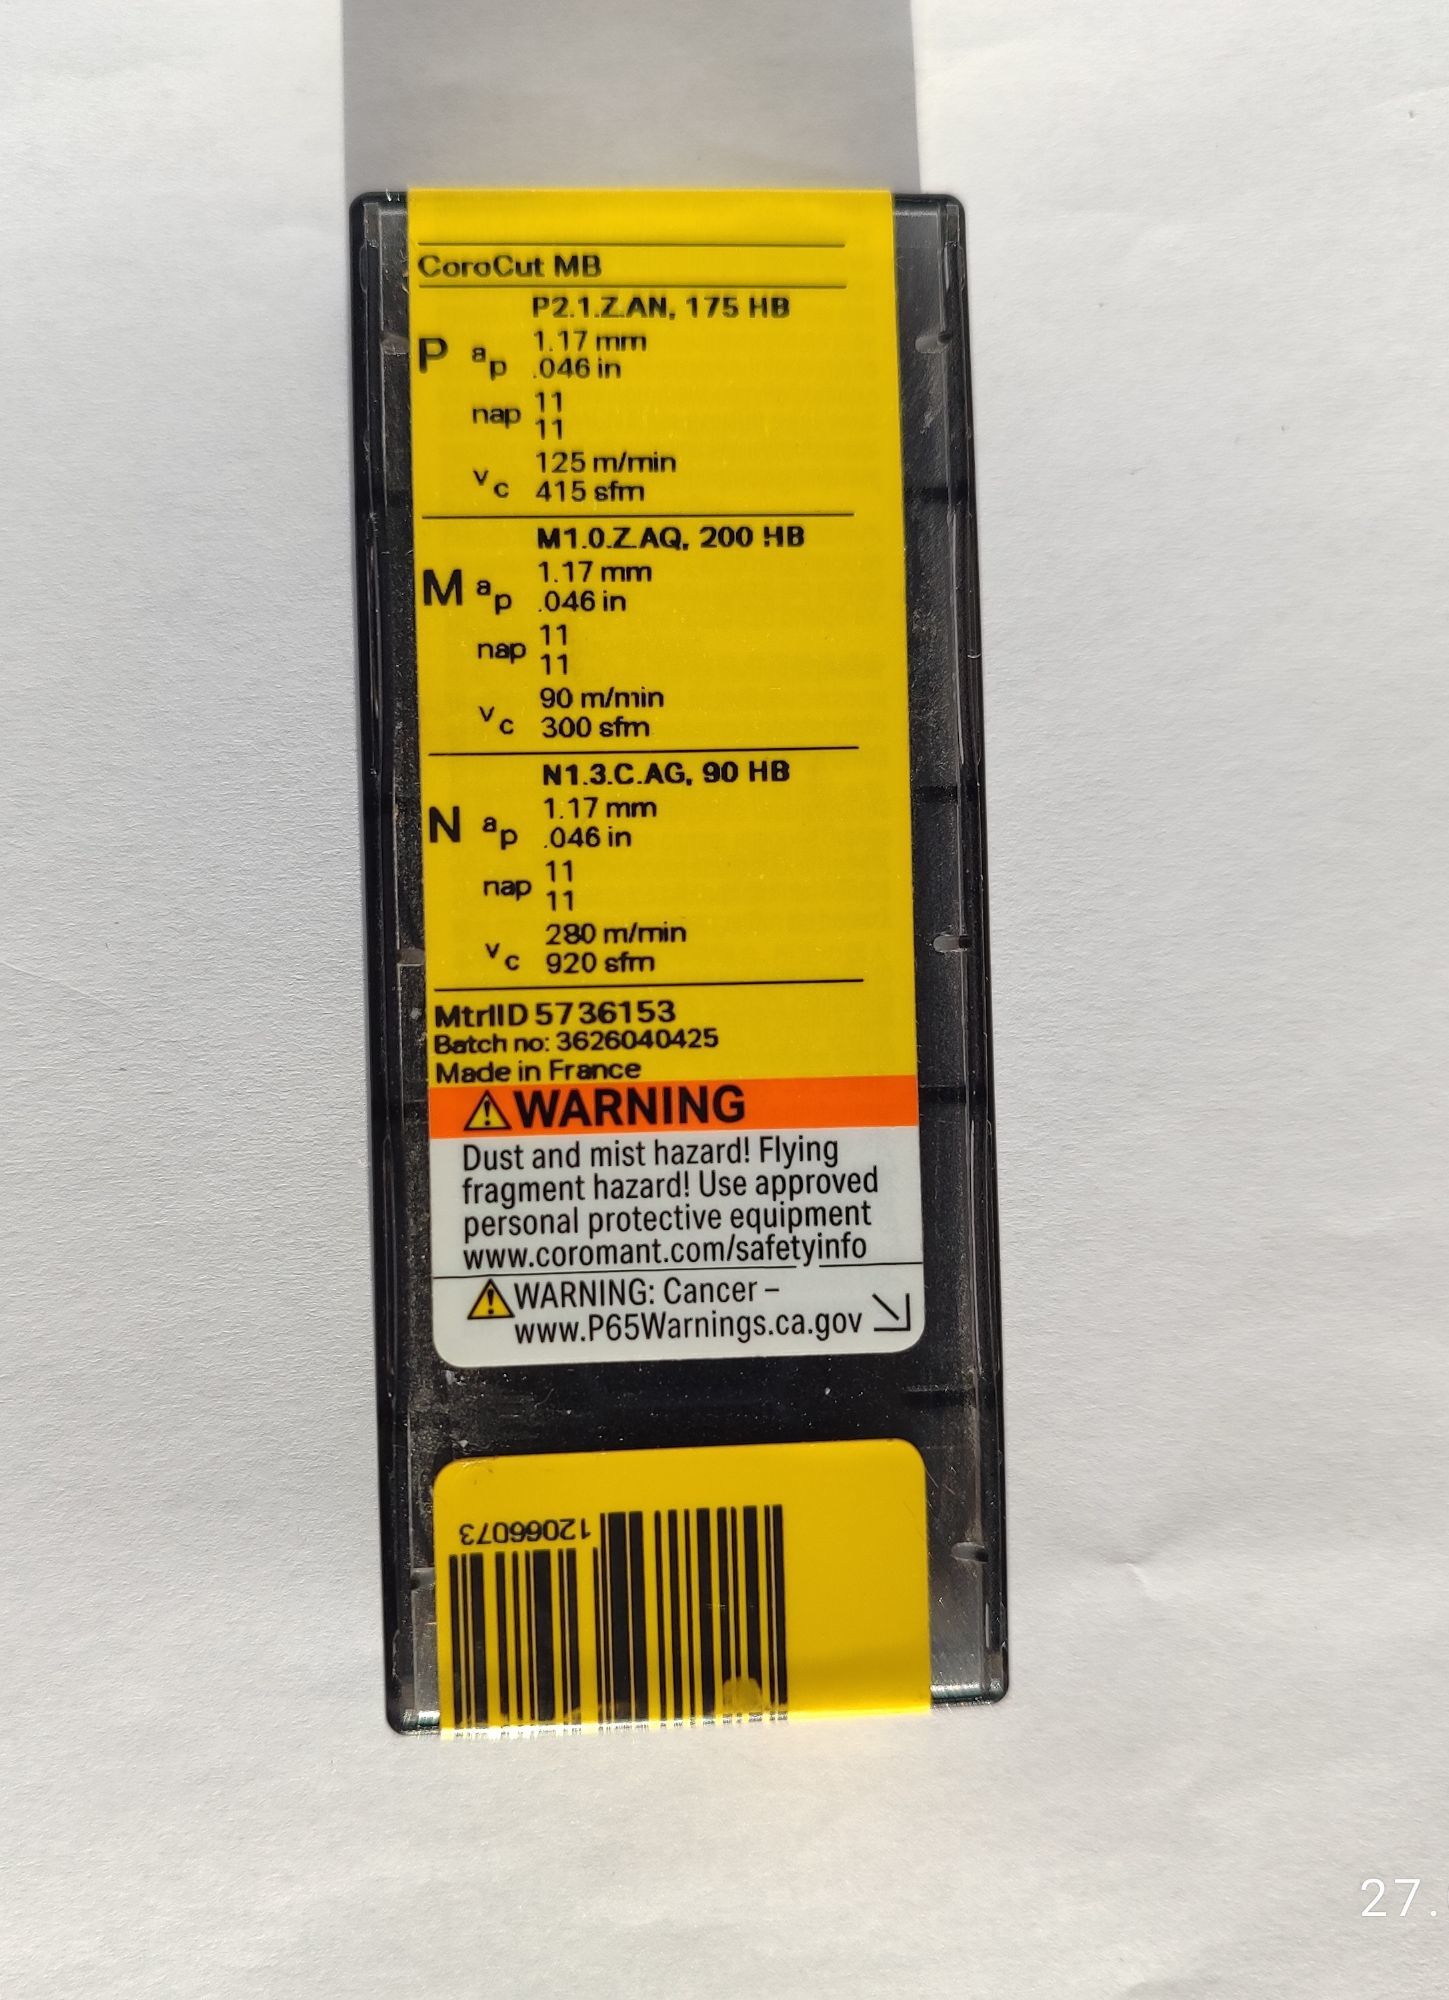 CoroCut MB
P2.1.Z.AN, 175 HB
P ap 1.17 mm
.046 in
nap 11
11
vc 125 m/min
415 sfm
M1.0.Z.AQ, 200 HB
M ap 1.17 mm
.046 in
nap 11
11
vc 90 m/min
300 sfm
N1.3.C.AG, 90 HB
N ap 1.17 mm
.046 in
nap 11
11
vc 280 m/min
920 sfm
MtrlID 5736153
Batch no: 3626040425
Made in France
WARNING
Dust and mist hazard! Flying
fragment hazard! Use approved
personal protective equipment
www.coromant.com/safetyinfo
WARNING: Cancer –
www.P65Warnings.ca.gov
12066073
27.